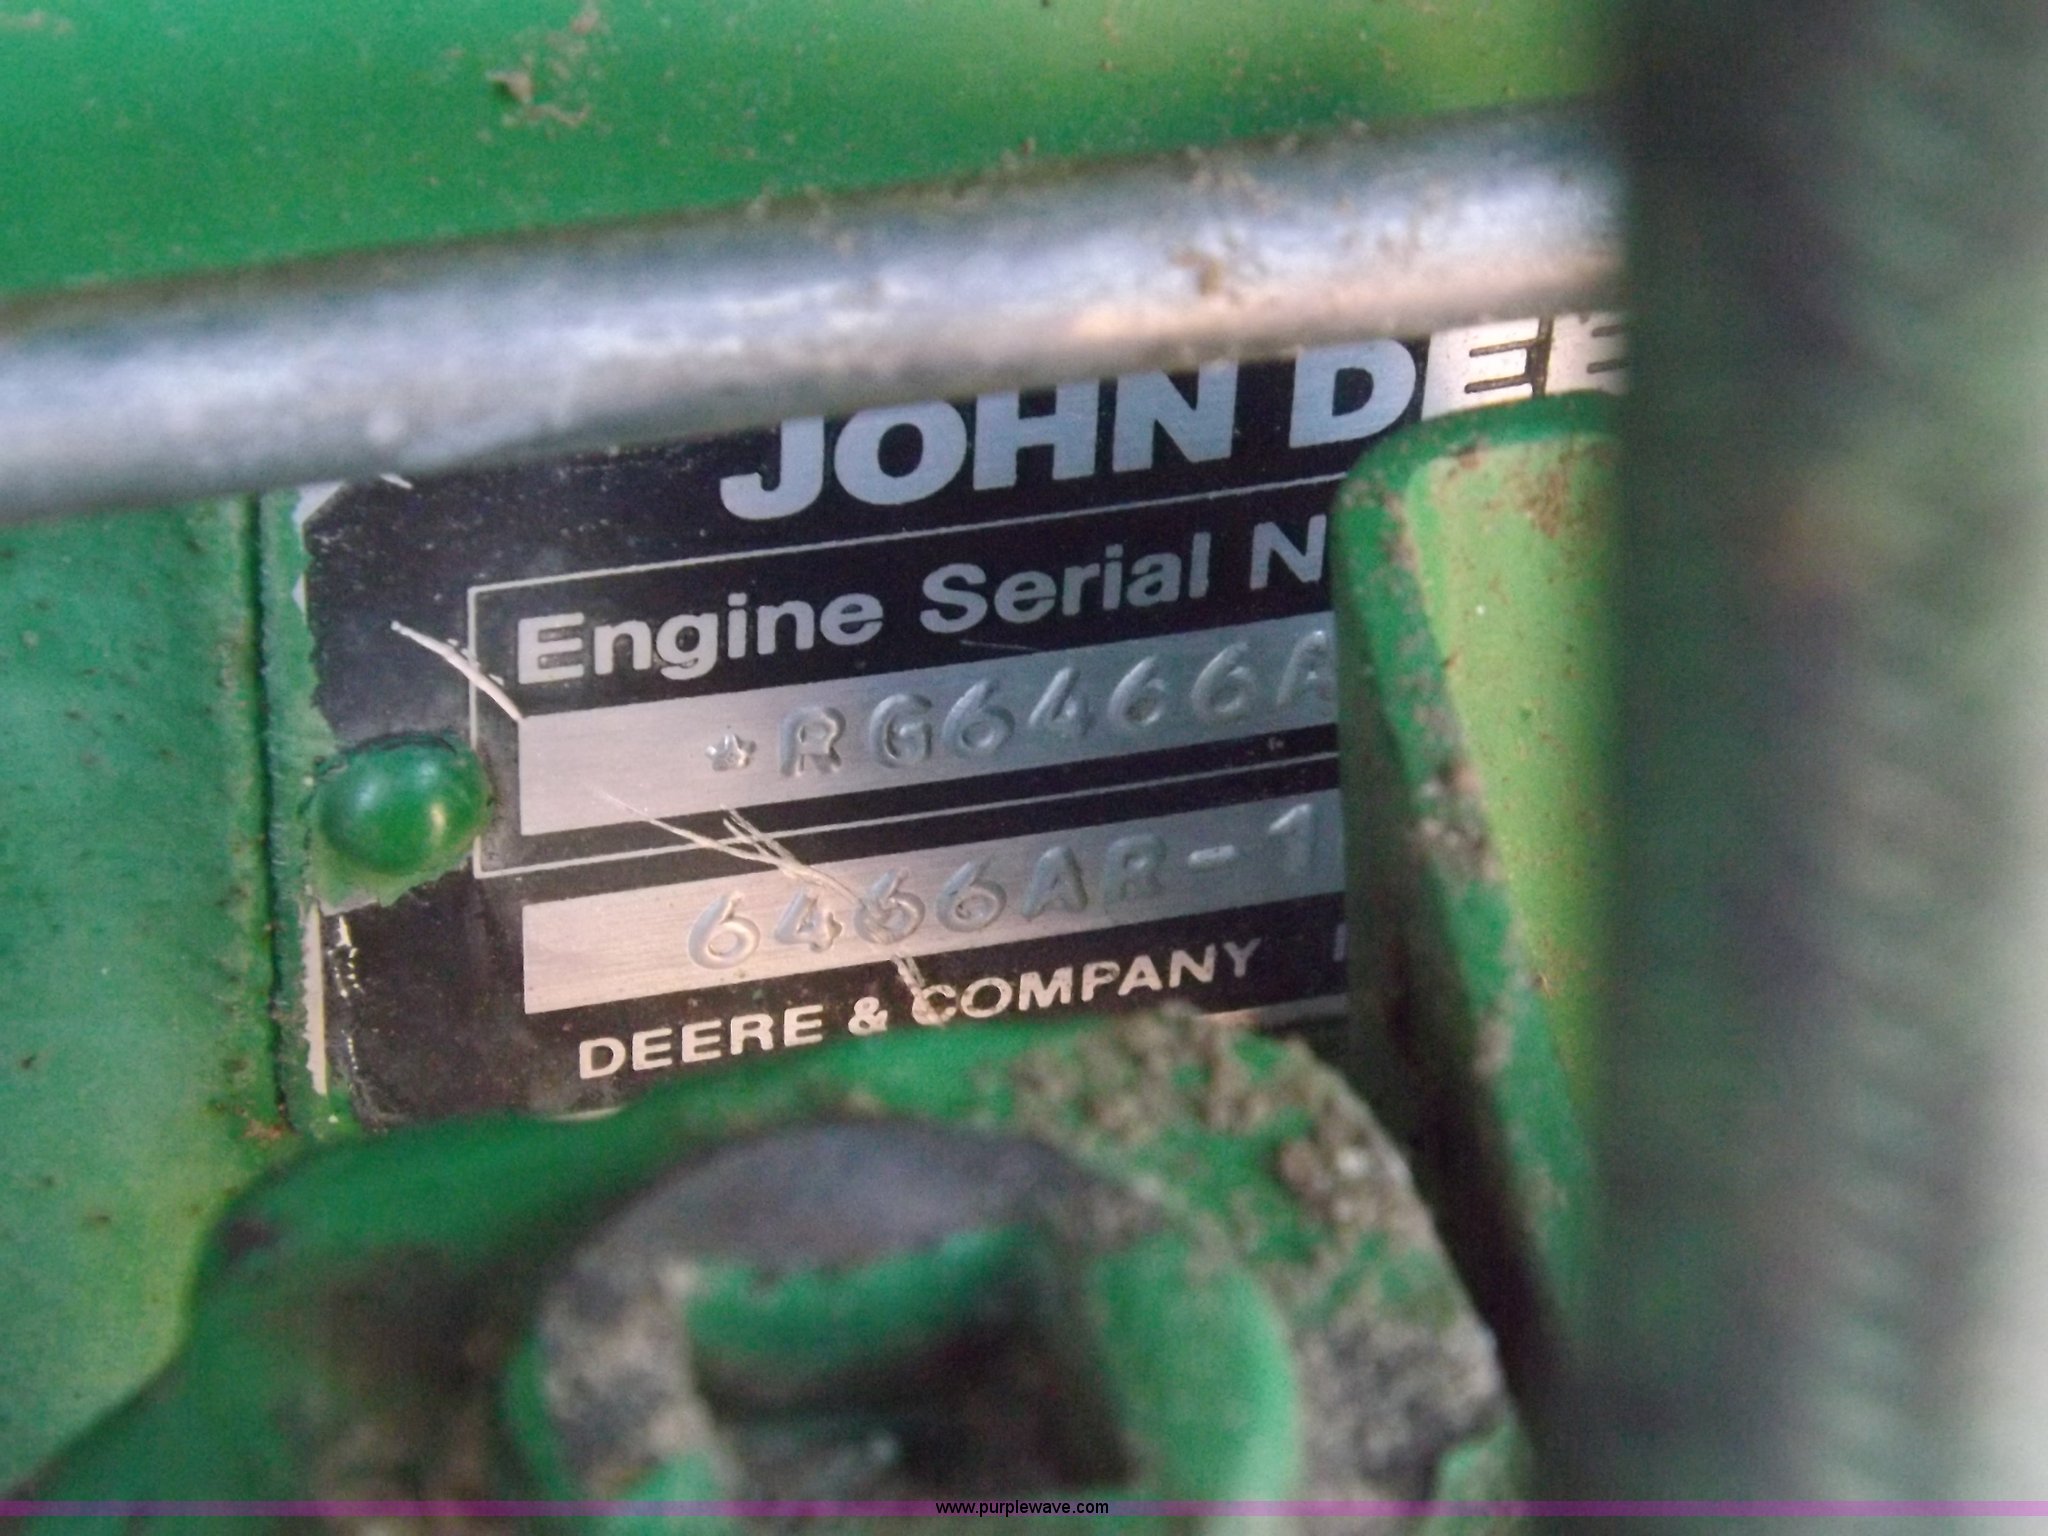 JOHN DEE
Engine Serial N
*RG6466A
6466AR-1
DEERE & COMPANY
www.purplewave.com